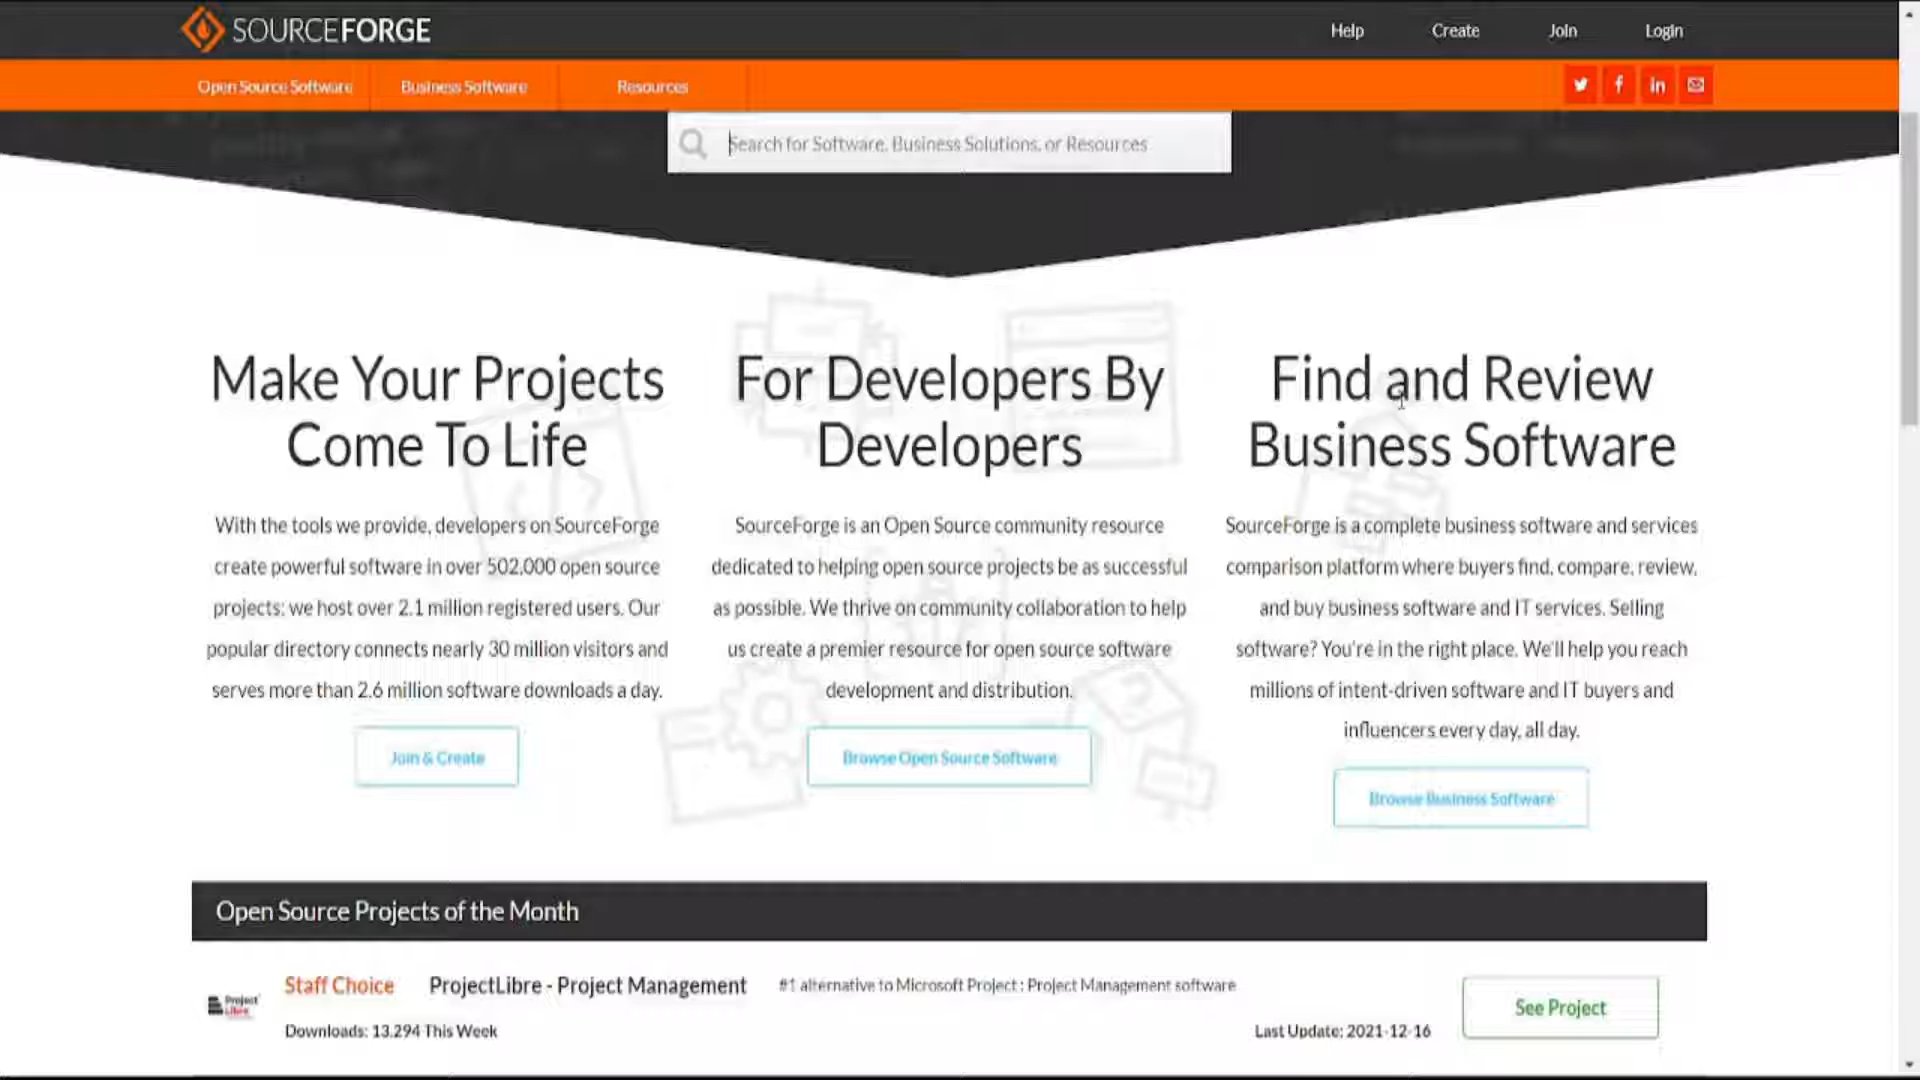 SOURCEFORGE
Help Create Join Login
Open Source Software Business Software Resources
Search for Software, Business Solutions, or Resources
Make Your Projects
Come To Life
With the tools we provide, developers on SourceForge
create powerful software in over 502,000 open source
projects; we host over 2.1 million registered users. Our
popular directory connects nearly 30 million visitors and
serves more than 2.6 million software downloads a day.
Join & Create
For Developers By
Developers
SourceForge is an Open Source community resource
dedicated to helping open source projects be as successful
as possible. We thrive on community collaboration to help
us create a premier resource for open source software
development and distribution.
Browse Open Source Software
Find and Review
Business Software
SourceForge is a complete business software and services
comparison platform where buyers find, compare, review,
and buy business software and IT services. Selling
software? You're in the right place. We'll help you reach
millions of intent-driven software and IT buyers and
influencers every day, all day.
Browse Business Software
Open Source Projects of the Month
Project
Libre
Staff Choice ProjectLibre - Project Management #1 alternative to Microsoft Project : Project Management software
Downloads: 13,294 This Week Last Update: 2021-12-16
See Project